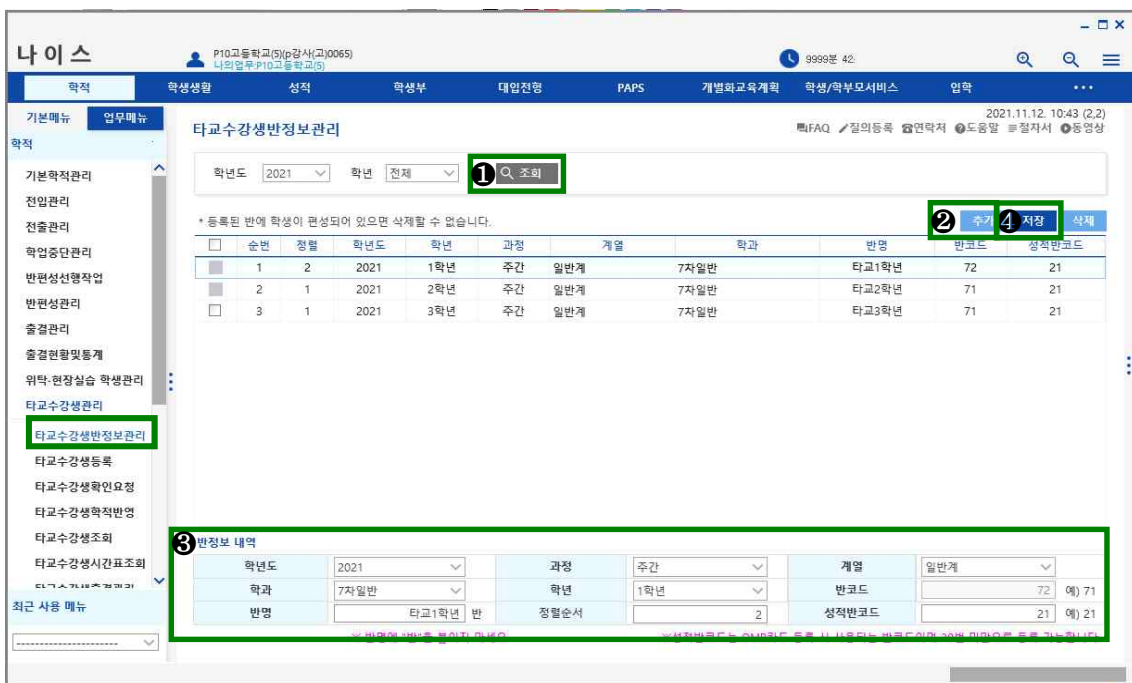 나이스
P10고등학교(5)(p강사(고)0065)
나의업무:P10고등학교(5)
9999분 42
학적 학생생활 성적 학생부 대입전형 PAPS 개별화교육계획 학생/학부모서비스 입학 ...
기본메뉴 업무메뉴
학적
기본학적관리
전입관리
전출관리
학업중단관리
반편성선행작업
반편성관리
출결관리
출결현황및통계
위탁·현장실습 학생관리
타교수강생관리
타교수강생반정보관리
타교수강생등록
타교수강생확인요청
타교수강생학적반영
타교수강생조회
타교수강생시간표조회
최근 사용 메뉴
타교수강생반정보관리
2021.11.12. 10:43 (2,2)
FAQ 질의등록 연락처 도움말 절자서 동영상
학년도 2021 학년 전체 ❶ 조회
* 등록된 반에 학생이 편성되어 있으면 삭제할 수 없습니다.
❷ 추가 ❹ 저장 삭제
순번 정렬 학년도 학년 과정 계열 학과 반명 반코드 성적반코드
1 2 2021 1학년 주간 일반계 7차일반 타교1학년 72 21
2 1 2021 2학년 주간 일반계 7차일반 타교2학년 71 21
3 1 2021 3학년 주간 일반계 7차일반 타교3학년 71 21
❸ 반정보 내역
학년도 2021 과정 주간 계열 일반계
학과 7차일반 학년 1학년 반코드 72 예) 71
반명 타교1학년 반 정렬순서 2 성적반코드 21 예) 21